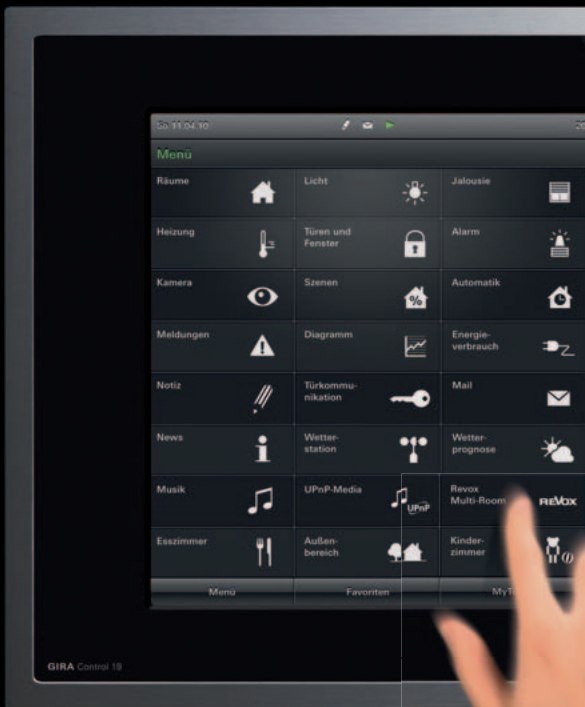 So 11.04.10
Menü
Räume
Licht
Jalousie
Heizung
Türen und
Fenster
Alarm
Kamera
Szenen
Automatik
Meldungen
Diagramm
Energie-
verbrauch
Notiz
Türkommu-
nikation
Mail
News
Wetter-
station
Wetter-
prognose
Musik
UPnP-Media
UPnP
Revox
Multi-Room
REVOX
Esszimmer
Außen-
bereich
Kinder-
zimmer
Menü
Favoriten
GIRA Control 19